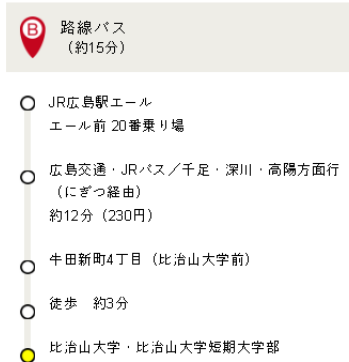 B
路線バス
（約15分）
JR広島駅エール
エール前 20番乗り場
広島交通・JRバス／千足・深川・高陽方面行
（にぎつ経由）
約12分（230円）
牛田新町4丁目（比治山大学前）
徒歩　約3分
比治山大学・比治山大学短期大学部